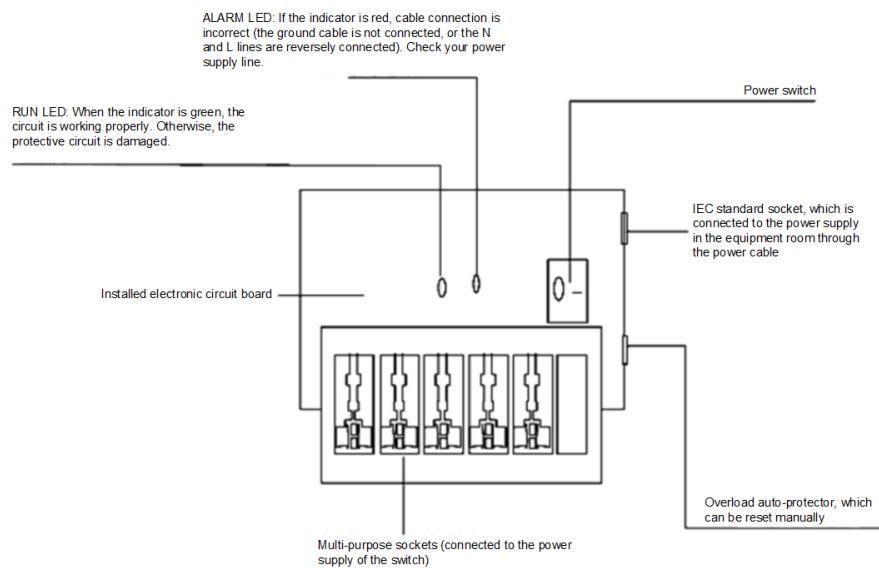 ALARM LED: If the indicator is red, cable connection is
incorrect (the ground cable is not connected, or the N
and L lines are reversely connected). Check your power
supply line.
Power switch
RUN LED: When the indicator is green, the
circuit is working properly. Otherwise, the
protective circuit is damaged.
IEC standard socket, which is
connected to the power supply
in the equipment room through
the power cable
Installed electronic circuit board
Overload auto-protector, which
can be reset manually
Multi-purpose sockets (connected to the power
supply of the switch)